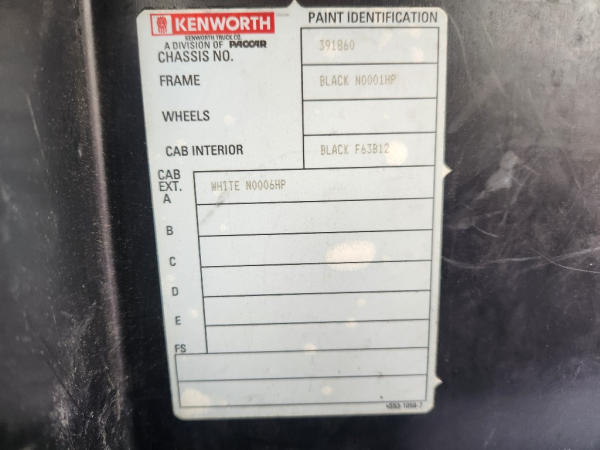 KENWORTH PAINT IDENTIFICATION
KENWORTH TRUCK CO.
A DIVISION OF PACCAR
CHASSIS NO. 391860
FRAME BLACK N0001HP
WHEELS
CAB INTERIOR BLACK F63B12
CAB
EXT.
A WHITE N0006HP
B
C
D
E
FS